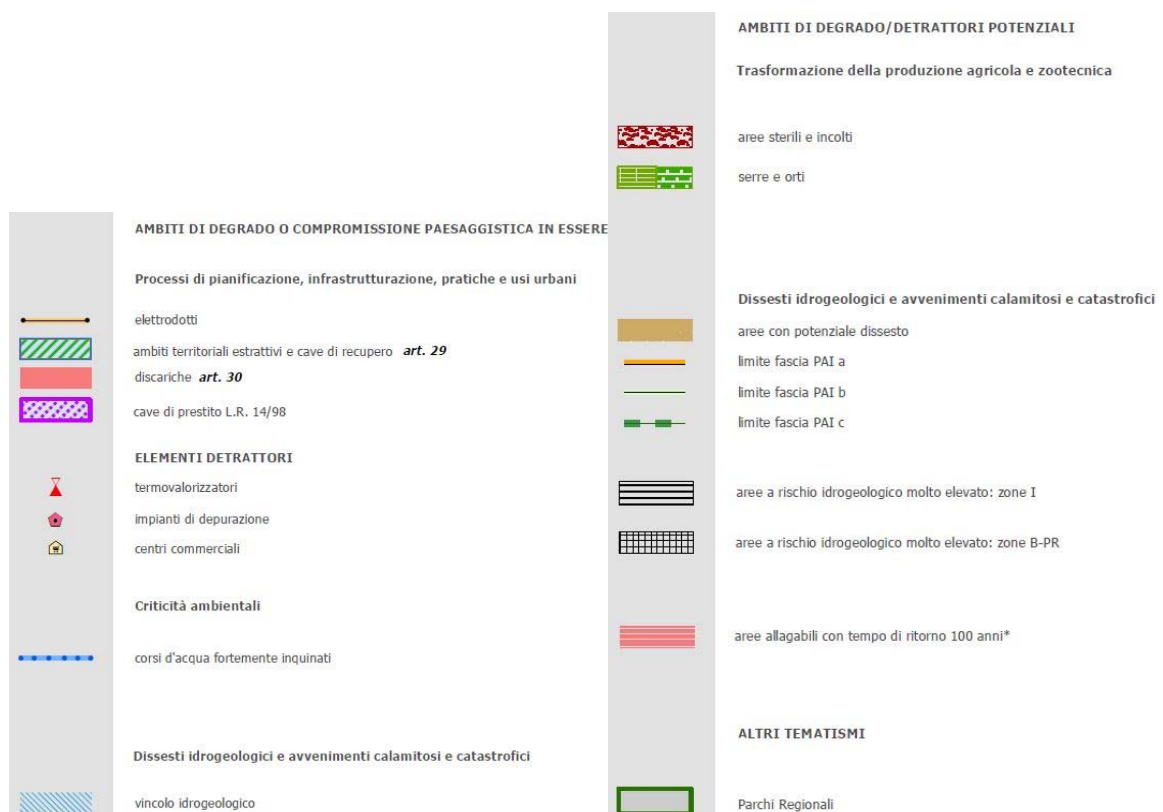 AMBITI DI DEGRADO O COMPROMISSIONE PAESAGGISTICA IN ESSERE
Processi di pianificazione, infrastrutturazione, pratiche e usi urbani
elettrodotti
ambiti territoriali estrattivi e cave di recupero art. 29
discariche art. 30
cave di prestito L.R. 14/98
ELEMENTI DETRATTORI
termovalorizzatori
impianti di depurazione
centri commerciali
Criticità ambientali
corsi d'acqua fortemente inquinati
Dissesti idrogeologici e avvenimenti calamitosi e catastrofici
vincolo idrogeologico
AMBITI DI DEGRADO/DETRATTORI POTENZIALI
Trasformazione della produzione agricola e zootecnica
aree sterili e incolti
serre e orti
Dissesti idrogeologici e avvenimenti calamitosi e catastrofici
aree con potenziale dissesto
limite fascia PAI a
limite fascia PAI b
limite fascia PAI c
aree a rischio idrogeologico molto elevato: zone I
aree a rischio idrogeologico molto elevato: zone B-PR
aree allagabili con tempo di ritorno 100 anni*
ALTRI TEMATISMI
Parchi Regionali